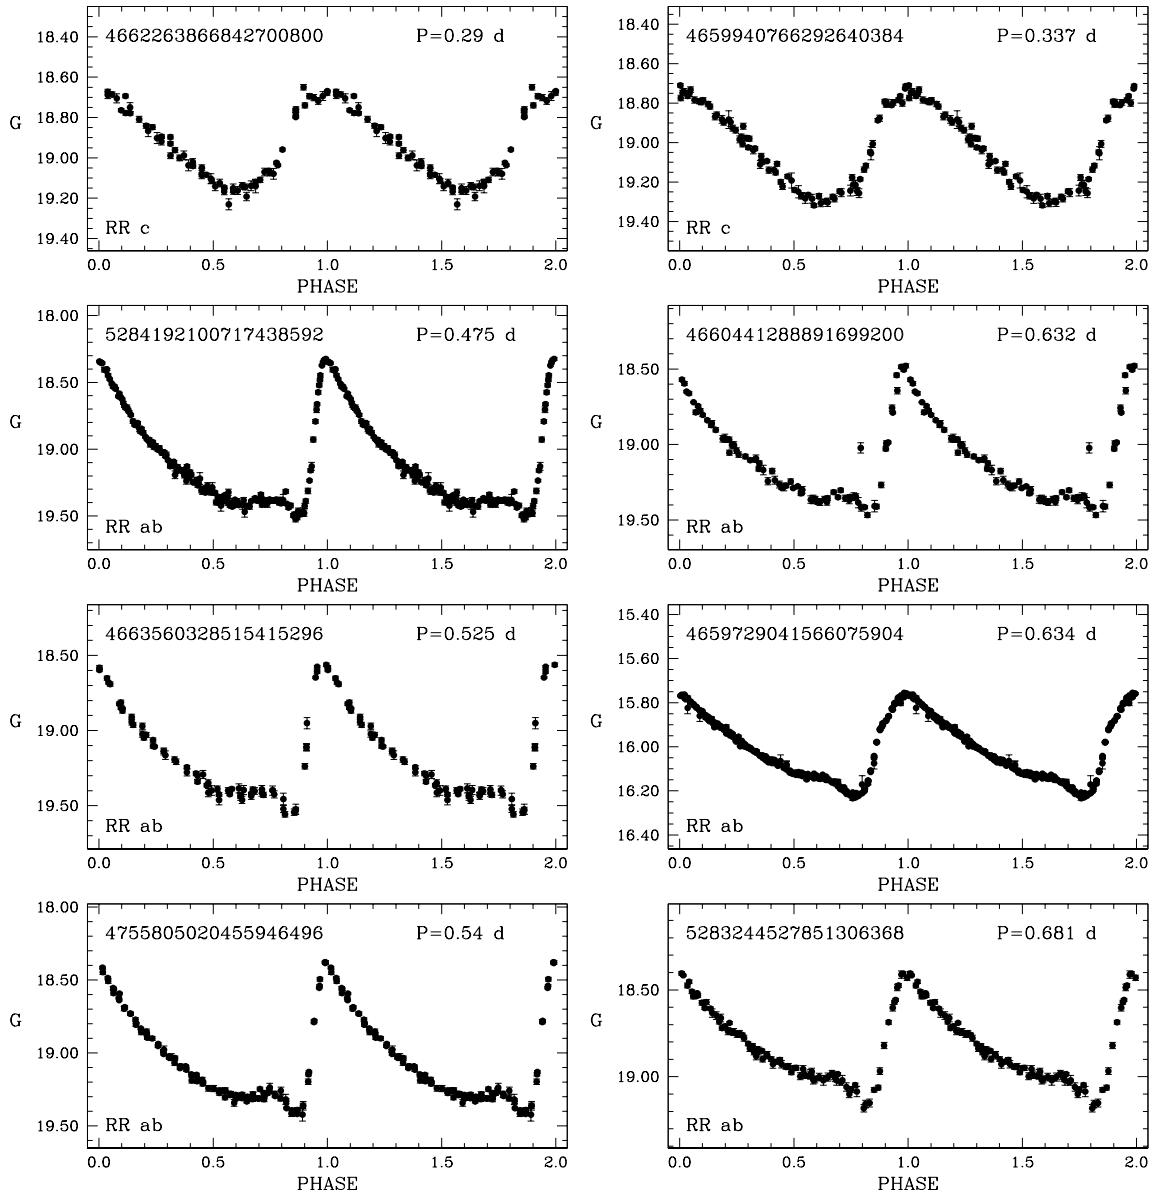 4662263866842700800 P=0.29 d
18.40
18.60
18.80
G
19.00
19.20
19.40
RR c
0.0 0.5 1.0 1.5 2.0
PHASE
4659940766292640384 P=0.337 d
18.40
18.60
18.80
G
19.00
19.20
19.40
RR c
0.0 0.5 1.0 1.5 2.0
PHASE
5284192100717438592 P=0.475 d
18.00
18.50
G
19.00
19.50
RR ab
0.0 0.5 1.0 1.5 2.0
PHASE
4660441288891699200 P=0.632 d
18.50
G
19.00
19.50
RR ab
0.0 0.5 1.0 1.5 2.0
PHASE
4663560328515415296 P=0.525 d
18.50
G
19.00
19.50
RR ab
0.0 0.5 1.0 1.5 2.0
PHASE
15.40
4659729041566075904 P=0.634 d
15.60
15.80
G
16.00
16.20
16.40
RR ab
0.0 0.5 1.0 1.5 2.0
PHASE
18.00
4755805020455946496 P=0.54 d
18.50
G
19.00
19.50
RR ab
0.0 0.5 1.0 1.5 2.0
PHASE
5283244527851306368 P=0.681 d
18.50
G
19.00
RR ab
0.0 0.5 1.0 1.5 2.0
PHASE